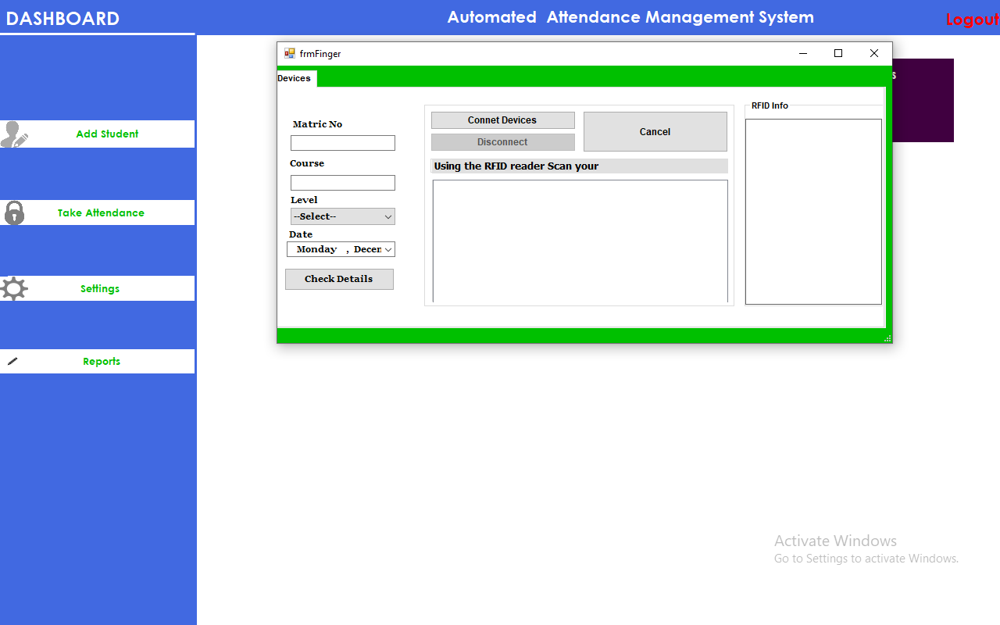 DASHBOARD
Automated Attendance Management System
Logout
frmFinger
Devices
Matric No
Course
Level
--Select--
Date
Monday , Decen
Check Details
Connet Devices
Disconnect
Cancel
Using the RFID reader Scan your
RFID Info
s
Add Student
Take Attendance
Settings
Reports
Activate Windows
Go to Settings to activate Windows.